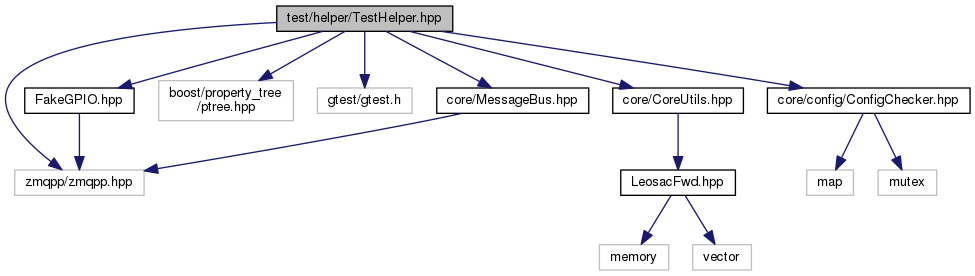 test/helper/TestHelper.hpp
FakeGPIO.hpp
boost/property_tree
/ptree.hpp
gtest/gtest.h
core/MessageBus.hpp
core/CoreUtils.hpp
core/config/ConfigChecker.hpp
zmqpp/zmqpp.hpp
LeosacFwd.hpp
map
mutex
memory
vector